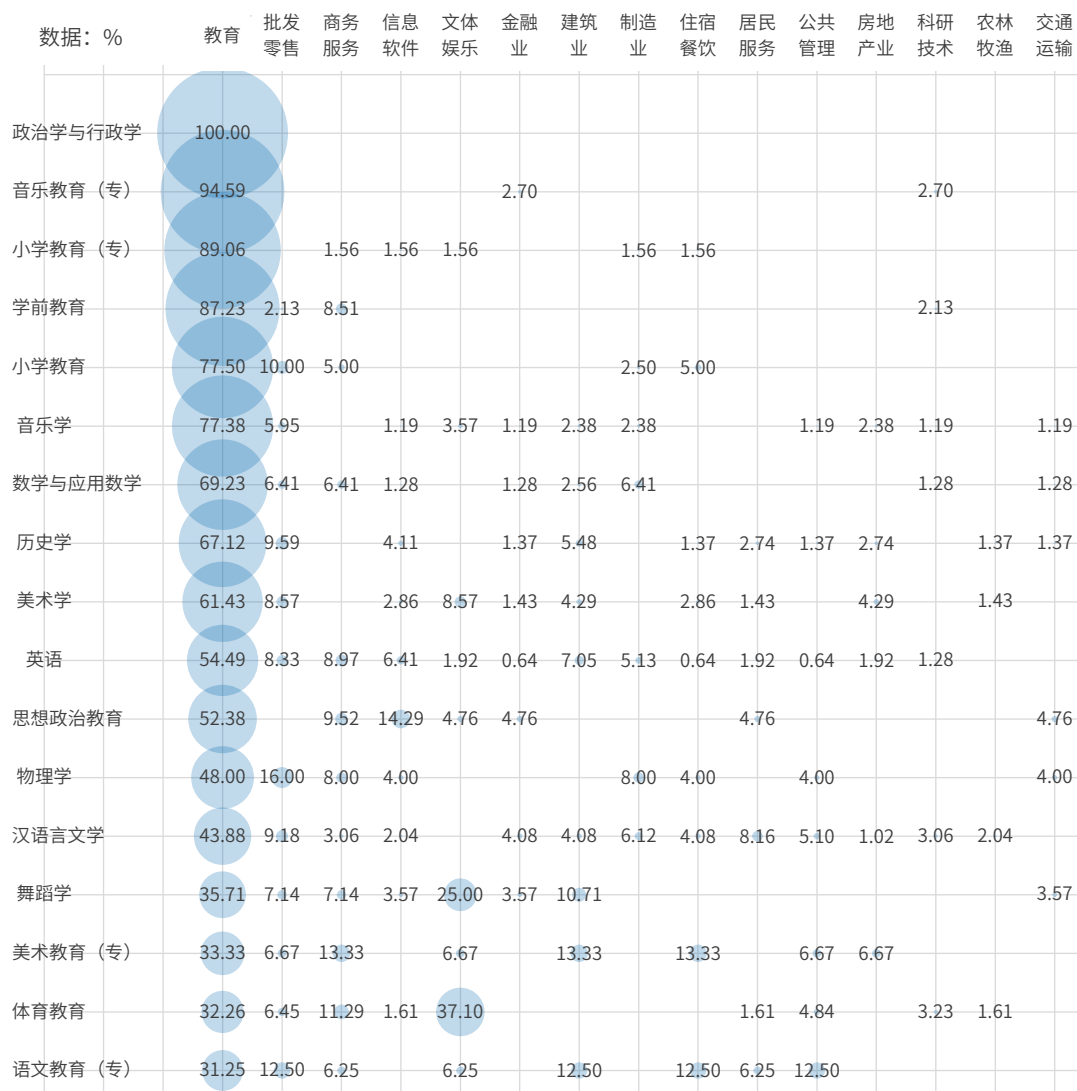 数据：% 教育 批发 商务 信息 文体 金融 建筑 制造 住宿 居民 公共 房地 科研 农林 交通
零售 服务 软件 娱乐 业 业 业 餐饮 服务 管理 产业 技术 牧渔 运输
政治学与行政学 100.00
音乐教育（专） 94.59 2.70 2.70
小学教育（专） 89.06 1.56 1.56 1.56 1.56 1.56
学前教育 87.23 2.13 8.51 2.13
小学教育 77.50 10.00 5.00 2.50 5.00
音乐学 77.38 5.95 1.19 3.57 1.19 2.38 2.38 1.19 2.38 1.19 1.19
数学与应用数学 69.23 6.41 6.41 1.28 1.28 2.56 6.41 1.28 1.28
历史学 67.12 9.59 4.11 1.37 5.48 1.37 2.74 1.37 2.74 1.37 1.37
美术学 61.43 8.57 2.86 8.57 1.43 4.29 2.86 1.43 4.29 1.43
英语 54.49 8.33 8.97 6.41 1.92 0.64 7.05 5.13 0.64 1.92 0.64 1.92 1.28
思想政治教育 52.38 9.52 14.29 4.76 4.76 4.76 4.76
物理学 48.00 16.00 8.00 4.00 8.00 4.00 4.00 4.00
汉语言文学 43.88 9.18 3.06 2.04 4.08 4.08 6.12 4.08 8.16 5.10 1.02 3.06 2.04
舞蹈学 35.71 7.14 7.14 3.57 25.00 3.57 10.71 3.57
美术教育（专） 33.33 6.67 13.33 6.67 13.33 13.33 6.67 6.67
体育教育 32.26 6.45 11.29 1.61 37.10 1.61 4.84 3.23 1.61
语文教育（专） 31.25 12.50 6.25 6.25 12.50 12.50 6.25 12.50